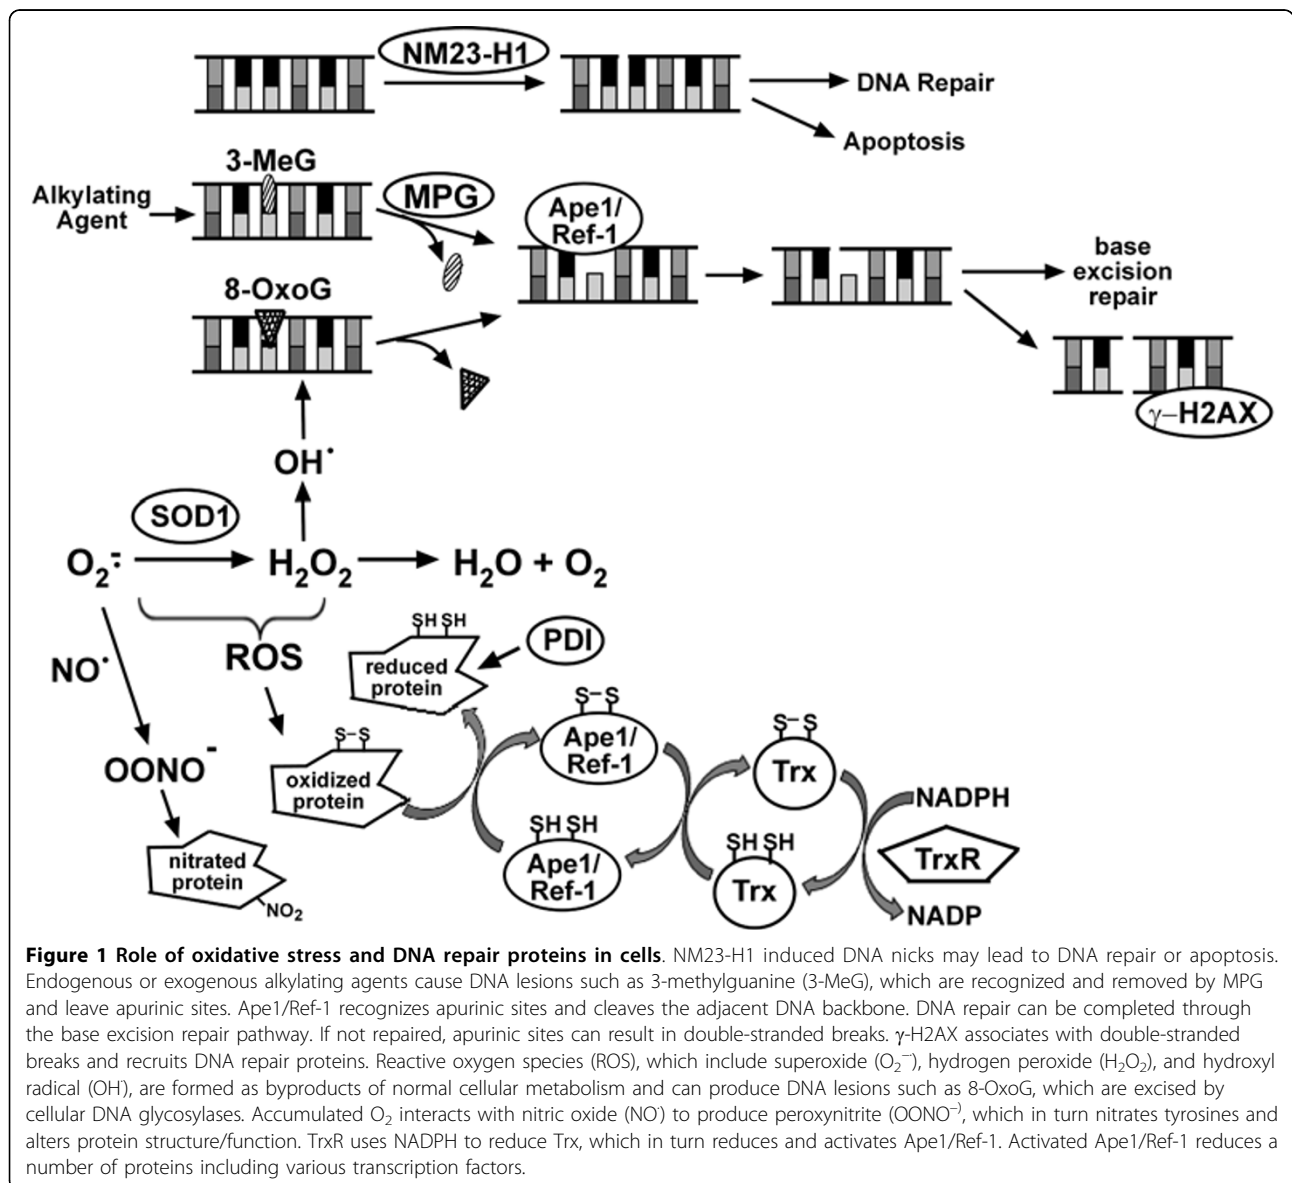 NM23-H1
DNA Repair
Apoptosis
3-MeG
Alkylating
Agent
MPG
Ape1/
Ref-1
8-OxoG
base
excision
repair
γ–H2AX
OH·
SOD1
O₂⁻̇
H₂O₂
H₂O + O₂
NO·
ROS
SH SH
reduced
protein
PDI
S–S
oxidized
protein
S–S
Ape1/
Ref-1
S–S
Trx
NADPH
OONO⁻
SH SH
Ape1/
Ref-1
SH SH
Trx
TrxR
NADP
nitrated
protein
NO₂
Figure 1 Role of oxidative stress and DNA repair proteins in cells. NM23-H1 induced DNA nicks may lead to DNA repair or apoptosis.
Endogenous or exogenous alkylating agents cause DNA lesions such as 3-methylguanine (3-MeG), which are recognized and removed by MPG
and leave apurinic sites. Ape1/Ref-1 recognizes apurinic sites and cleaves the adjacent DNA backbone. DNA repair can be completed through
the base excision repair pathway. If not repaired, apurinic sites can result in double-stranded breaks. γ-H2AX associates with double-stranded
breaks and recruits DNA repair proteins. Reactive oxygen species (ROS), which include superoxide (O₂⁻·), hydrogen peroxide (H₂O₂), and hydroxyl
radical (OH), are formed as byproducts of normal cellular metabolism and can produce DNA lesions such as 8-OxoG, which are excised by
cellular DNA glycosylases. Accumulated O₂ interacts with nitric oxide (NO·) to produce peroxynitrite (OONO⁻⁾, which in turn nitrates tyrosines and
alters protein structure/function. TrxR uses NADPH to reduce Trx, which in turn reduces and activates Ape1/Ref-1. Activated Ape1/Ref-1 reduces a
number of proteins including various transcription factors.